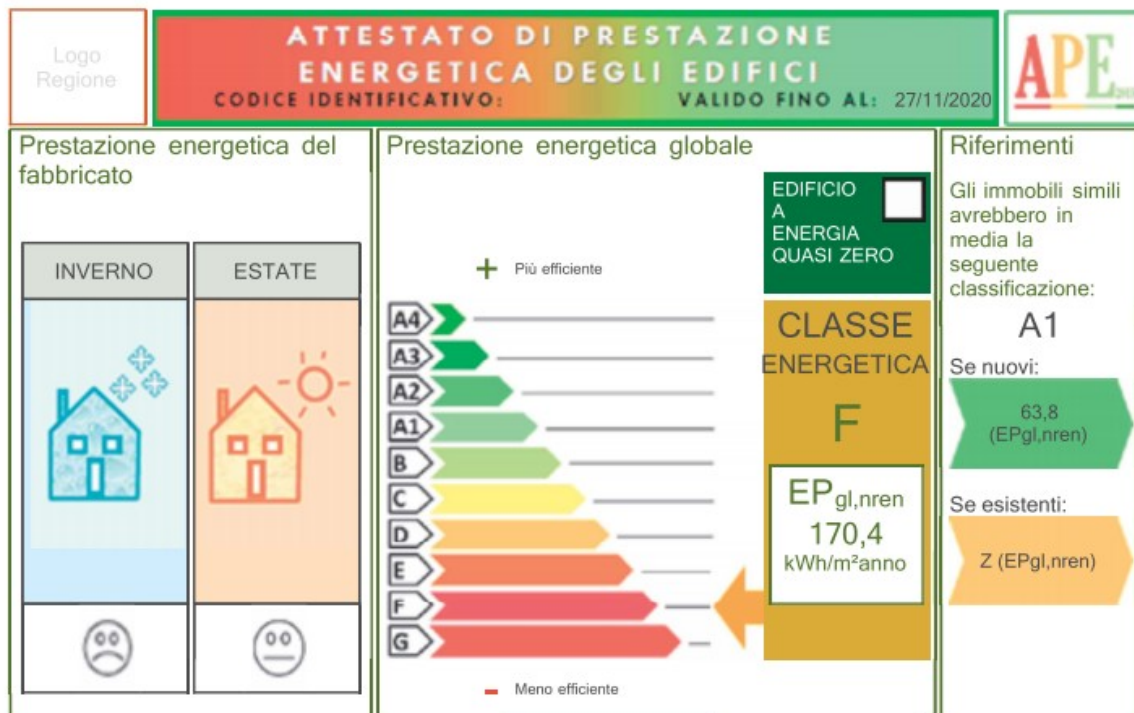 Logo
Regione
ATTESTATO DI PRESTAZIONE
ENERGETICA DEGLI EDIFICI
CODICE IDENTIFICATIVO: VALIDO FINO AL: 27/11/2020
APE
Prestazione energetica del
fabbricato
INVERNO ESTATE
Prestazione energetica globale
+ Più efficiente
A4
A3
A2
A1
B
C
D
E
F
G
- Meno efficiente
EDIFICIO
A
ENERGIA
QUASI ZERO
CLASSE
ENERGETICA
F
EPgl,nren
170,4
kWh/m²anno
Riferimenti
Gli immobili simili
avrebbero in
media la
seguente
classificazione:
A1
Se nuovi:
63,8
(EPgl,nren)
Se esistenti:
Z (EPgl,nren)